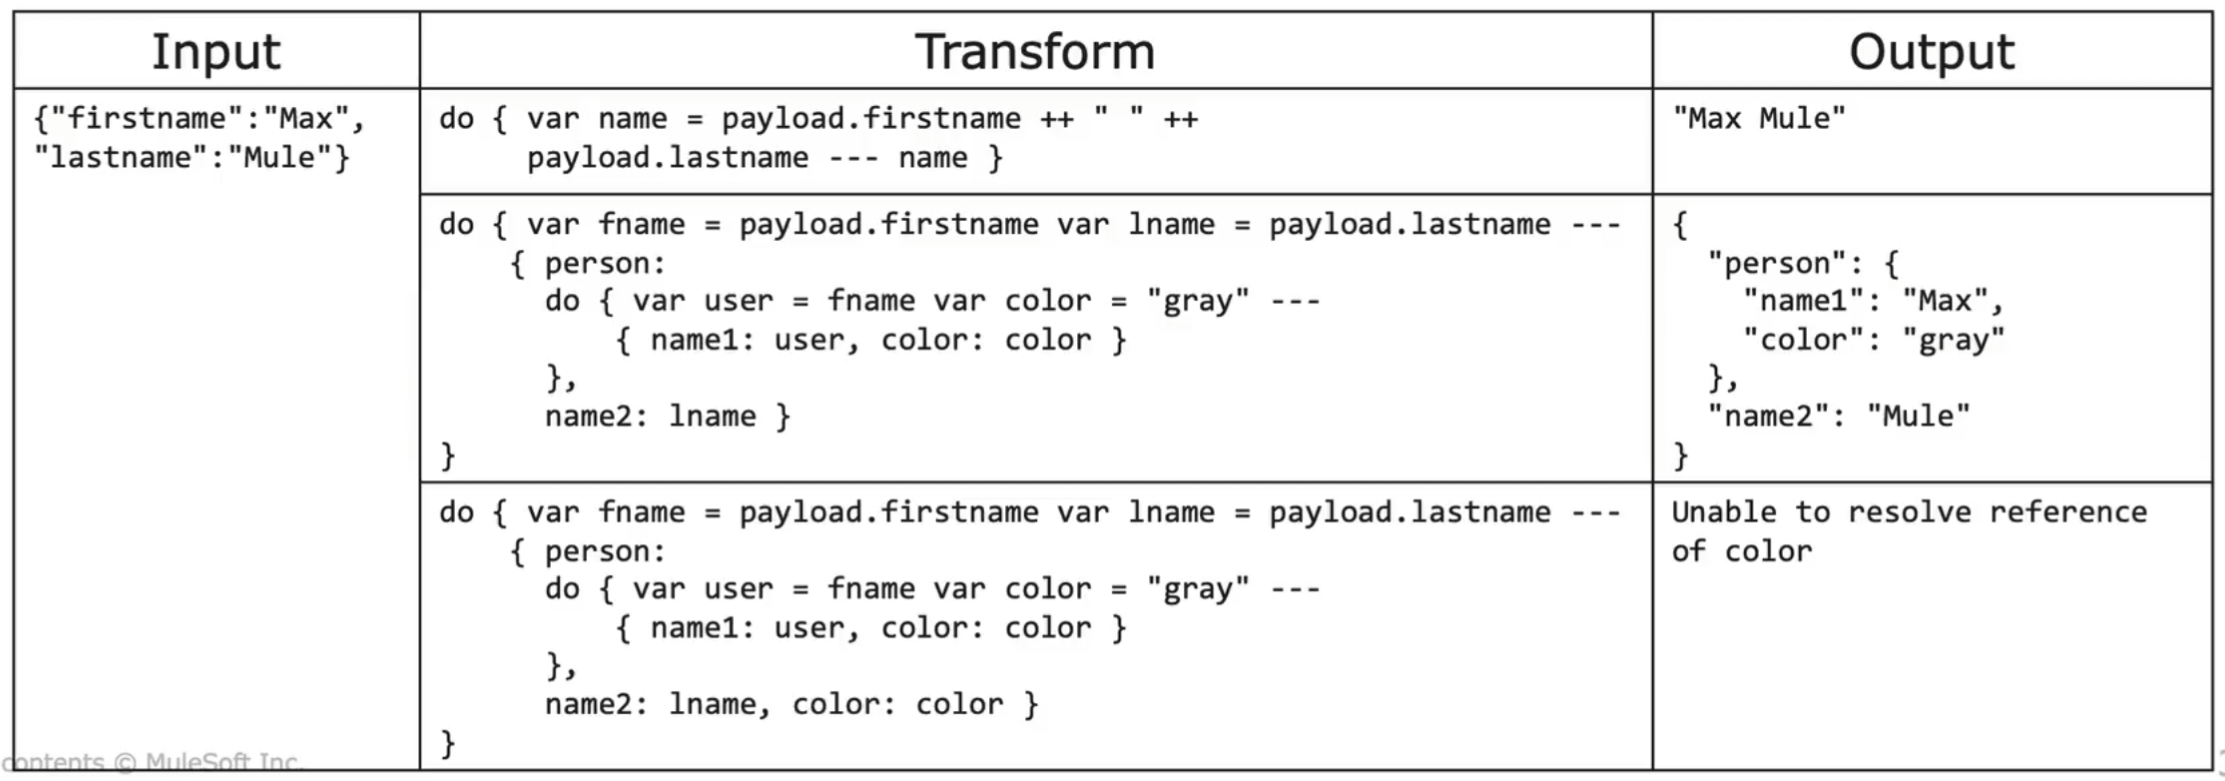 Input
Transform
Output
{"firstname":"Max",
"lastname":"Mule"}
do { var name = payload.firstname ++ " " ++
payload.lastname --- name }
"Max Mule"
do { var fname = payload.firstname var lname = payload.lastname ---
{ person:
do { var user = fname var color = "gray" ---
{ name1: user, color: color }
},
name2: lname }
}
{
"person": {
"name1": "Max",
"color": "gray"
},
"name2": "Mule"
}
do { var fname = payload.firstname var lname = payload.lastname ---
{ person:
do { var user = fname var color = "gray" ---
{ name1: user, color: color }
},
name2: lname, color: color }
}
Unable to resolve reference
of color
contents © MuleSoft Inc.